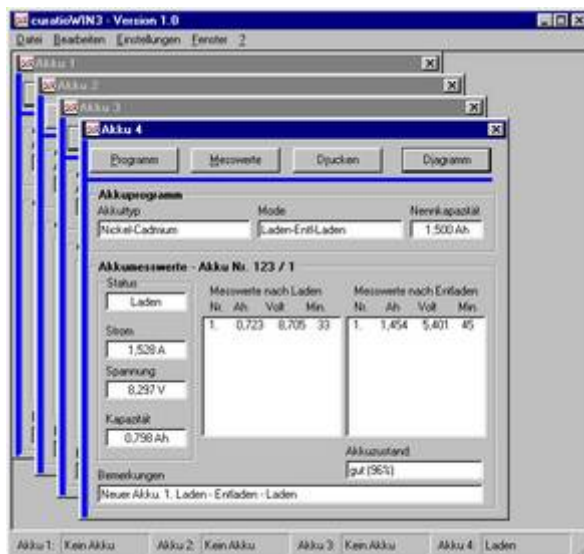 curatioWIN3 - Version 1.0
Datei Bearbeiten Einstellungen Fenster ?
Akku 1
Akku 2
Akku 3
Akku 4
Programm Messwerte Drucken Diagramm
Akkuprogramm
Akkuttyp Mode Nennkapazität
Nickel-Cadmium Laden-Entl-Laden 1,500 Ah
Akkumesswerte - Akku Nr. 123 / 1
Status
Laden
Strom
1,528 A
Spannung
8,297 V
Kapazität
0,798 Ah
Messwerte nach Laden
Nr. Ah Volt Min.
1. 0,723 8,705 33
Messwerte nach Entladen
Nr. Ah Volt Min.
1. 1,454 5,401 45
Akkuzustand
gut (96%)
Bemerkungen
Neuer Akku. 1. Laden - Entladen - Laden
Akku 1: Kein Akku Akku 2: Kein Akku Akku 3: Kein Akku Akku 4: Laden